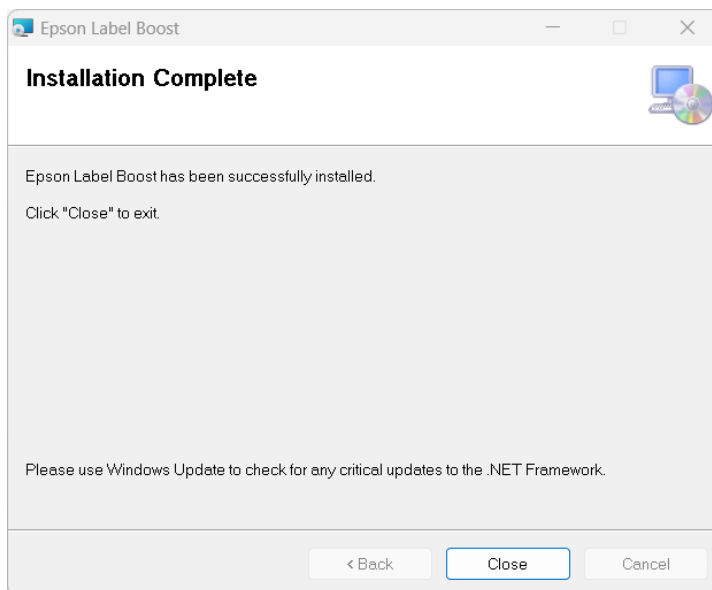 Epson Label Boost
Installation Complete
Epson Label Boost has been successfully installed.
Click "Close" to exit.
Please use Windows Update to check for any critical updates to the .NET Framework.
< Back
Close
Cancel